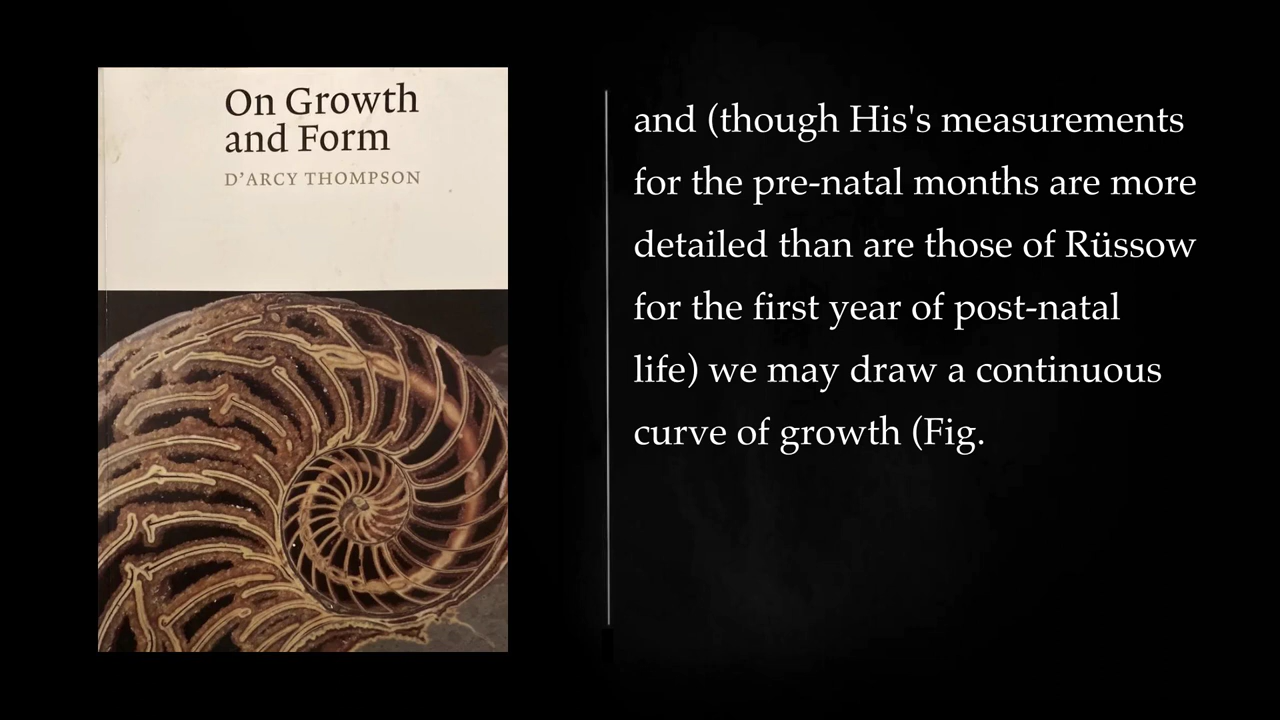 On Growth
and Form
D'ARCY THOMPSON
and (though His's measurements
for the pre-natal months are more
detailed than are those of Rüssow
for the first year of post-natal
life) we may draw a continuous
curve of growth (Fig.